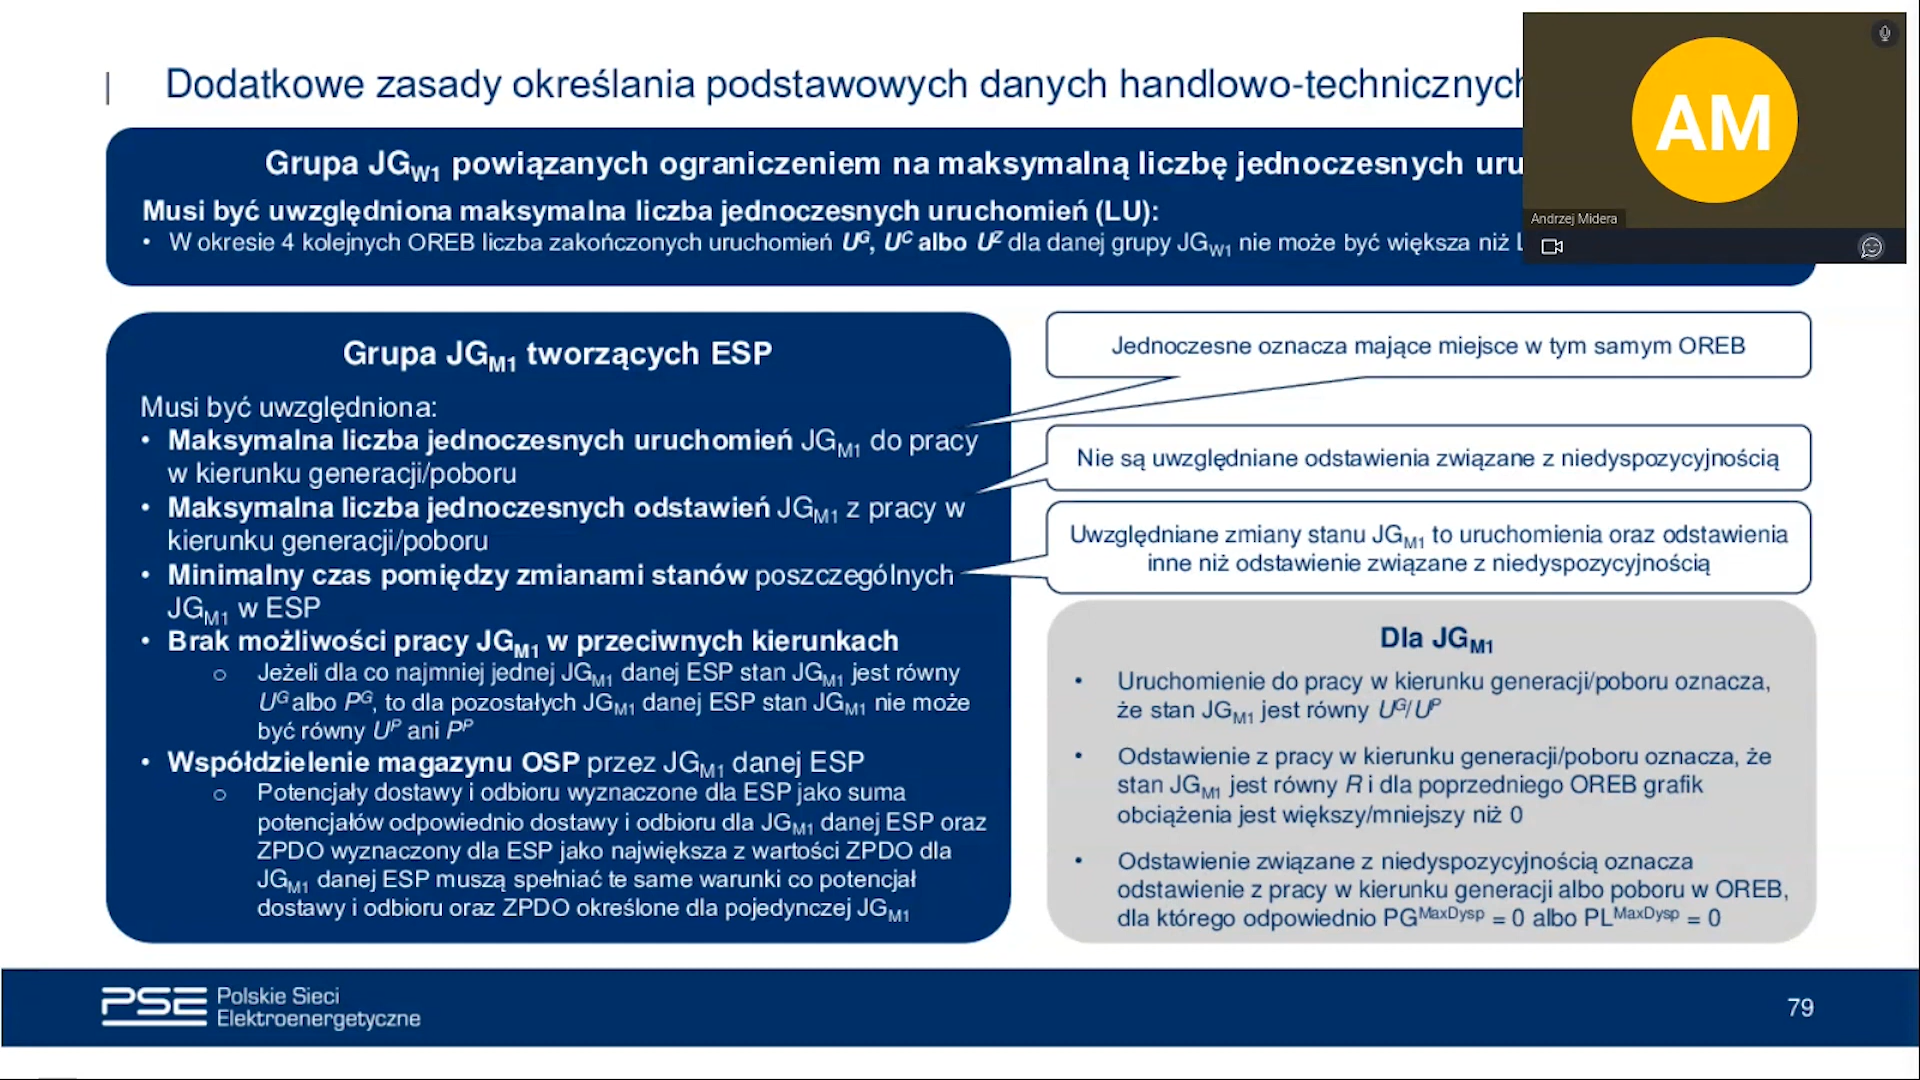 Dodatkowe zasady określania podstawowych danych handlowo-technicznych
Grupa JGW1 powiązanych ograniczeniem na maksymalną liczbę jednoczesnych uru
Musi być uwzględniona maksymalna liczba jednoczesnych uruchomień (LU):
• W okresie 4 kolejnych OREB liczba zakończonych uruchomień UG, UC albo UZ dla danej grupy JGW1 nie może być większa niż L
AM
Andrzej Midera
Grupa JGM1 tworzących ESP
Musi być uwzględniona:
• Maksymalna liczba jednoczesnych uruchomień JGM1 do pracy
w kierunku generacji/poboru
• Maksymalna liczba jednoczesnych odstawień JGM1 z pracy w
kierunku generacji/poboru
• Minimalny czas pomiędzy zmianami stanów poszczególnych
JGM1 w ESP
• Brak możliwości pracy JGM1 w przeciwnych kierunkach
o Jeżeli dla co najmniej jednej JGM1 danej ESP stan JGM1 jest równy
UG albo PG, to dla pozostałych JGM1 danej ESP stan JGM1 nie może
być równy UP ani PP
• Współdzielenie magazynu OSP przez JGM1 danej ESP
o Potencjały dostawy i odbioru wyznaczone dla ESP jako suma
potencjałów odpowiednio dostawy i odbioru dla JGM1 danej ESP oraz
ZPDO wyznaczony dla ESP jako największa z wartości ZPDO dla
JGM1 danej ESP muszą spełniać te same warunki co potencjał
dostawy i odbioru oraz ZPDO określone dla pojedynczej JGM1
Jednoczesne oznacza mające miejsce w tym samym OREB
Nie są uwzględniane odstawienia związane z niedyspozycyjnością
Uwzględniane zmiany stanu JGM1 to uruchomienia oraz odstawienia
inne niż odstawienie związane z niedyspozycyjnością
Dla JGM1
• Uruchomienie do pracy w kierunku generacji/poboru oznacza,
że stan JGM1 jest równy UG/UP
• Odstawienie z pracy w kierunku generacji/poboru oznacza, że
stan JGM1 jest równy R i dla poprzedniego OREB grafik
obciążenia jest większy/mniejszy niż 0
• Odstawienie związane z niedyspozycyjnością oznacza
odstawienie z pracy w kierunku generacji albo poboru w OREB,
dla którego odpowiednio PGMaxDysp = 0 albo PLMaxDysp = 0
PSE Polskie Sieci
Elektroenergetyczne
79